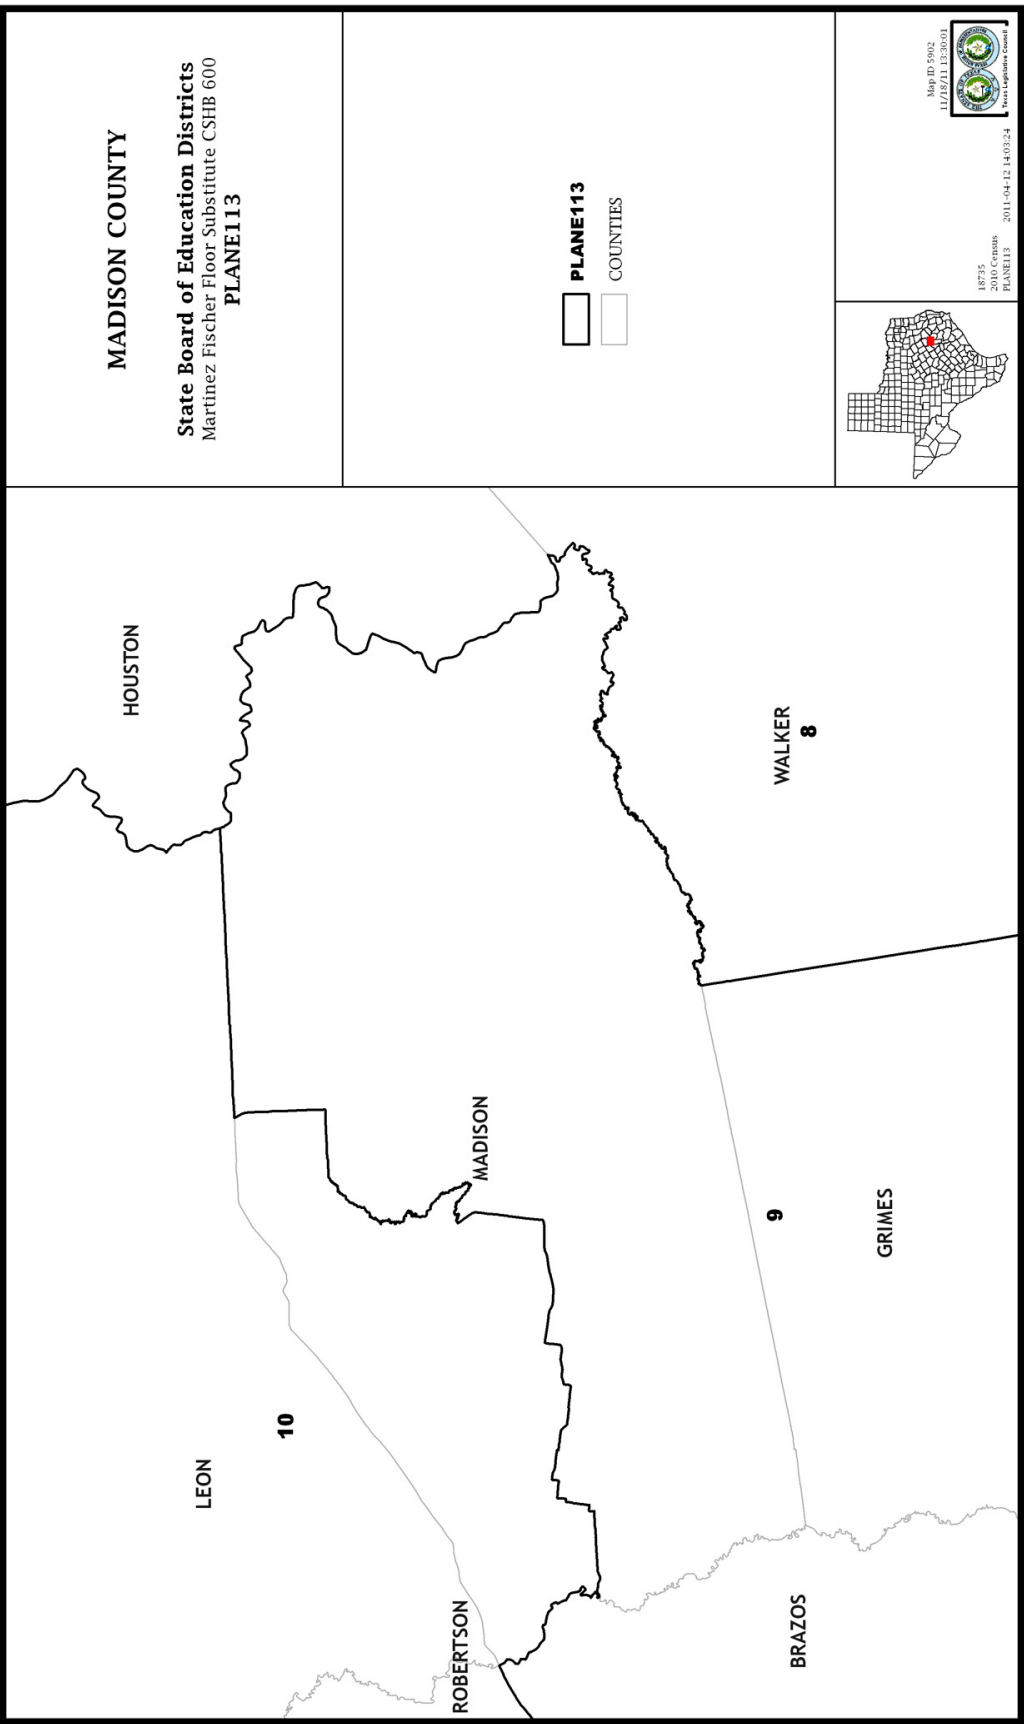 MADISON COUNTY
State Board of Education Districts
Martinez Fischer Floor Substitute CSHB 600
PLANE113
PLANE113
COUNTIES
Map ID 5902
11/18/11 13:30:01
Texas Legislative Council
18735
2010 Census
PLANE113
2011-04-12 14:03:24
HOUSTON
LEON
10
MADISON
WALKER
8
9
GRIMES
ROBERTSON
BRAZOS